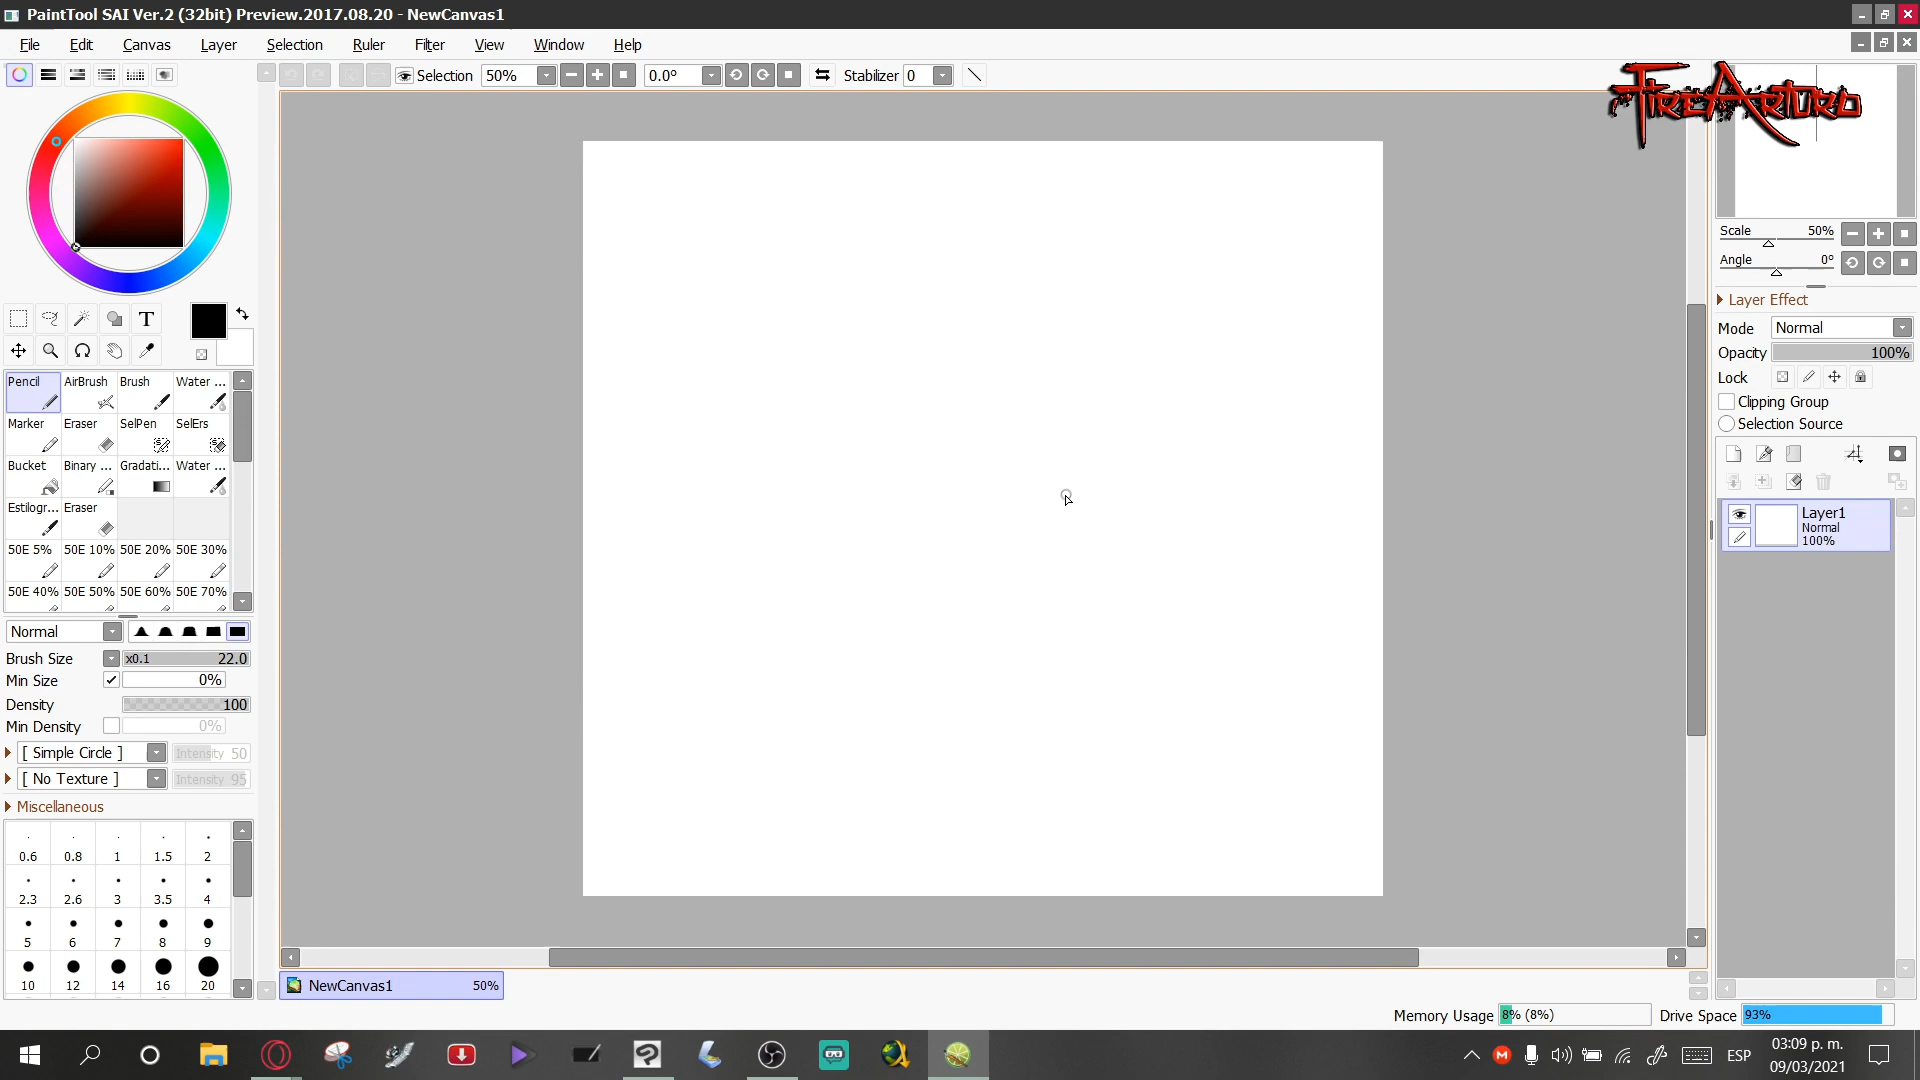 PaintTool SAI Ver.2 (32bit) Preview.2017.08.20 - NewCanvas1
File Edit Canvas Layer Selection Ruler Filter View Window Help
Selection 50% 0.0° Stabilizer 0
FireArturo
Scale 50%
Angle 0°
Layer Effect
Mode Normal
Opacity 100%
Lock
Clipping Group
Selection Source
Layer1
Normal
100%
T
Pencil AirBrush Brush Water ...
Marker Eraser SelPen SelErs
Bucket Binary ... Gradati... Water ...
Estilogr... Eraser
50E 5% 50E 10% 50E 20% 50E 30%
50E 40% 50E 50% 50E 60% 50E 70%
Normal
Brush Size x0.1 22.0
Min Size 0%
Density 100
Min Density 0%
[ Simple Circle ] Intensity 50
[ No Texture ] Intensity 95
Miscellaneous
0.6 0.8 1 1.5 2
2.3 2.6 3 3.5 4
5 6 7 8 9
10 12 14 16 20
NewCanvas1 50%
Memory Usage 8% (8%) Drive Space 93%
ESP 03:09 p. m.
09/03/2021